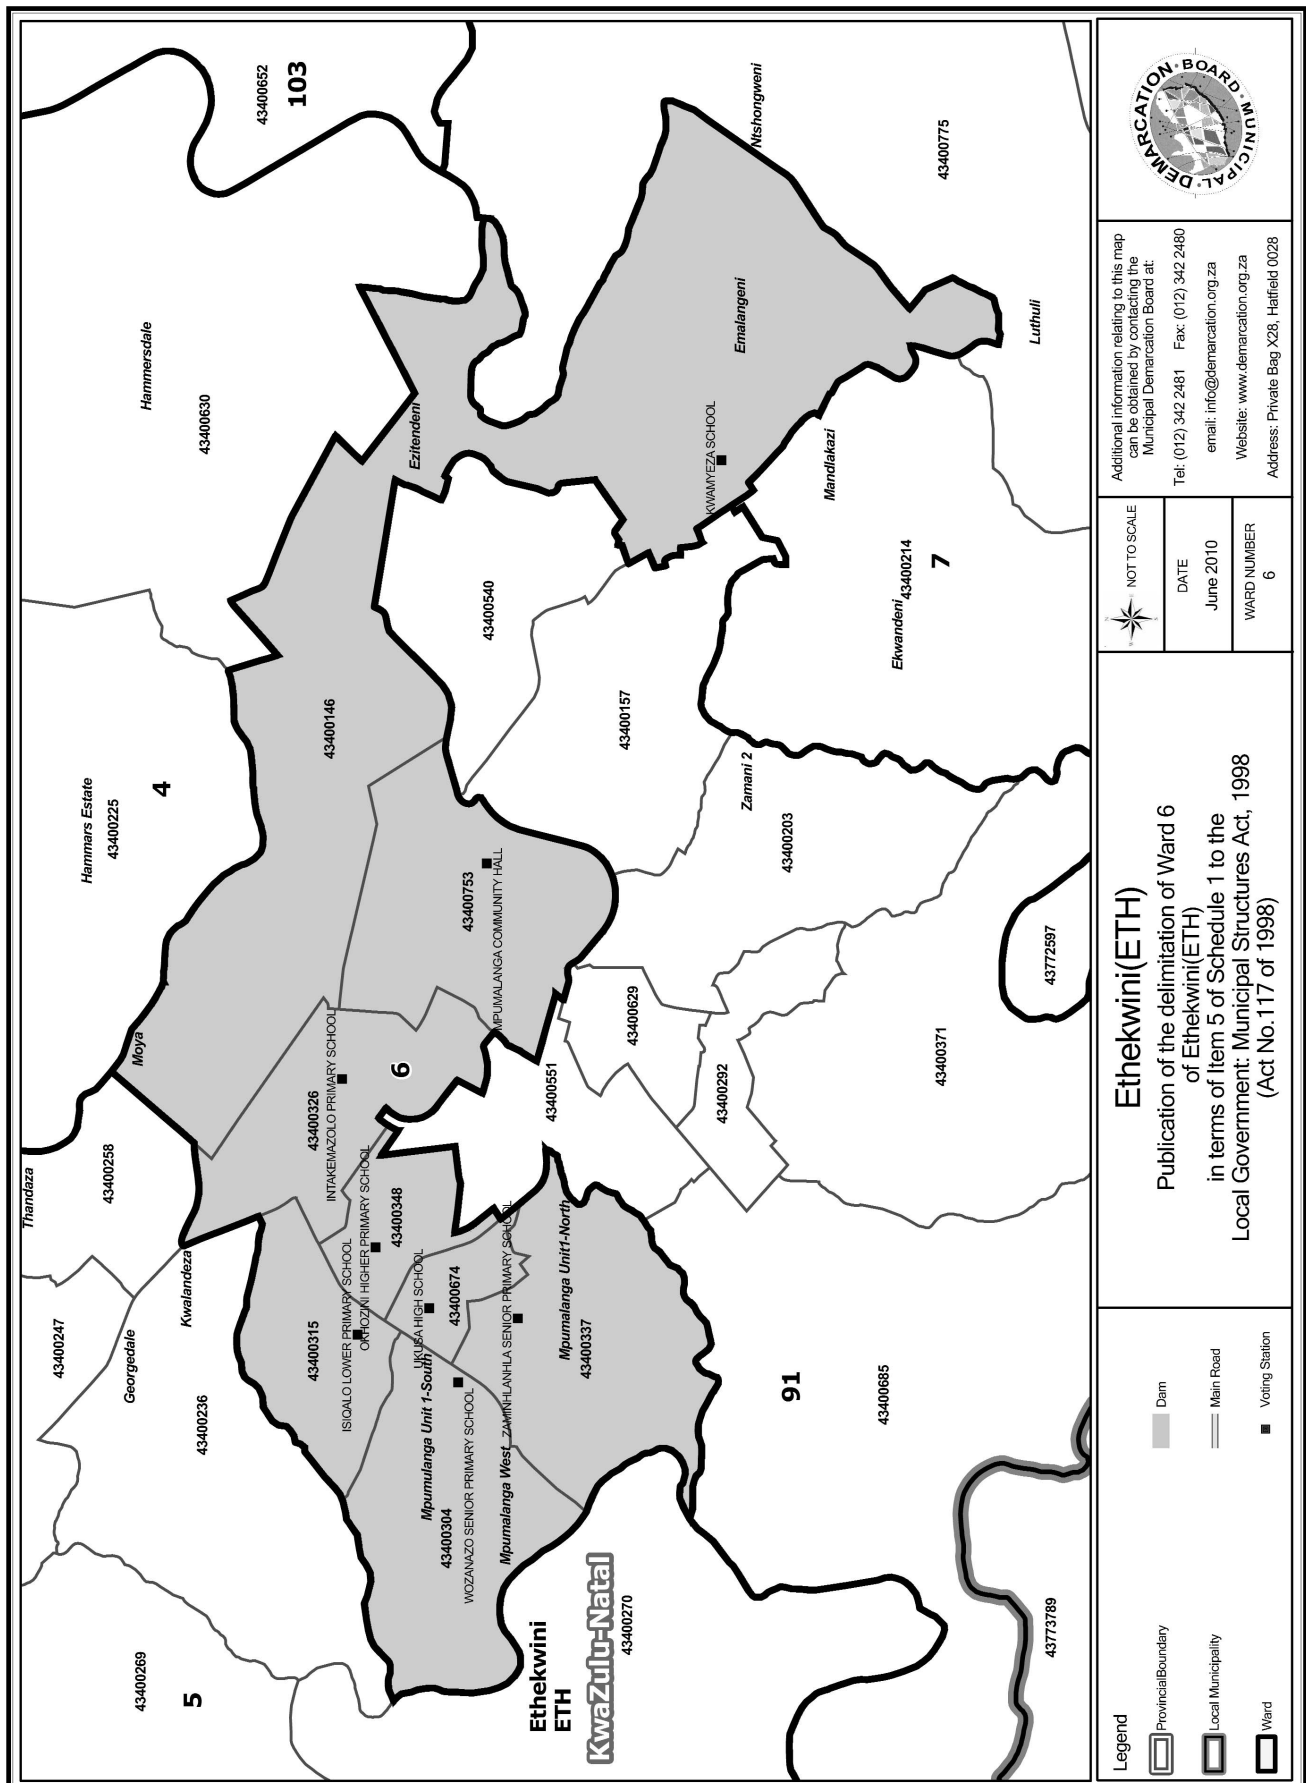 Thandaza
Moya
Hammars Estate
43400225
4
Hammersdale
43400630
43400652
103
43400247
43400258
Georgedale
43400236
Kwalandeza
43400269
5
43400146
Ezitendeni
43400326
INTAKEMAZOLO PRIMARY SCHOOL
6
43400315
ISIQALO LOWER PRIMARY SCHOOL
OKHOZINI HIGHER PRIMARY SCHOOL
43400348
UKUSA HIGH SCHOOL
43400674
Mpumulanga Unit 1-South
43400304
WOZANAZO SENIOR PRIMARY SCHOOL
Mpumalanga West
ZAMINHLANHLA SENIOR PRIMARY SCHOOL
Mpumalanga Unit1-North
43400337
43400753
MPUMALANGA COMMUNITY HALL
43400540
43400157
43400551
43400629
43400292
Zamani 2
43400203
43400371
43772597
Ekwandeni
43400214
7
Mandlakazi
KWAMYEZA SCHOOL
Emalangeni
Ntshongweni
43400775
Luthuli
Ethekwini
ETH
KwaZulu-Natal
43400270
91
43400685
43773789
Legend
ProvincialBoundary
Local Municipality
Ward
Dam
Main Road
Voting Station
Ethekwini(ETH)
Publication of the delimitation of Ward 6
of Ethekwini(ETH)
in terms of Item 5 of Schedule 1 to the
Local Government: Municipal Structures Act, 1998
(Act No.117 of 1998)
NOT TO SCALE
DATE
June 2010
WARD NUMBER
6
Additional information relating to this map
can be obtained by contacting the
Municipal Demarcation Board at:
Tel: (012) 342 2481 Fax: (012) 342 2480
email: info@demarcation.org.za
Website: www.demarcation.org.za
Address: Private Bag X28, Hatfield 0028
MUNICIPAL · DEMARCATION · BOARD ·